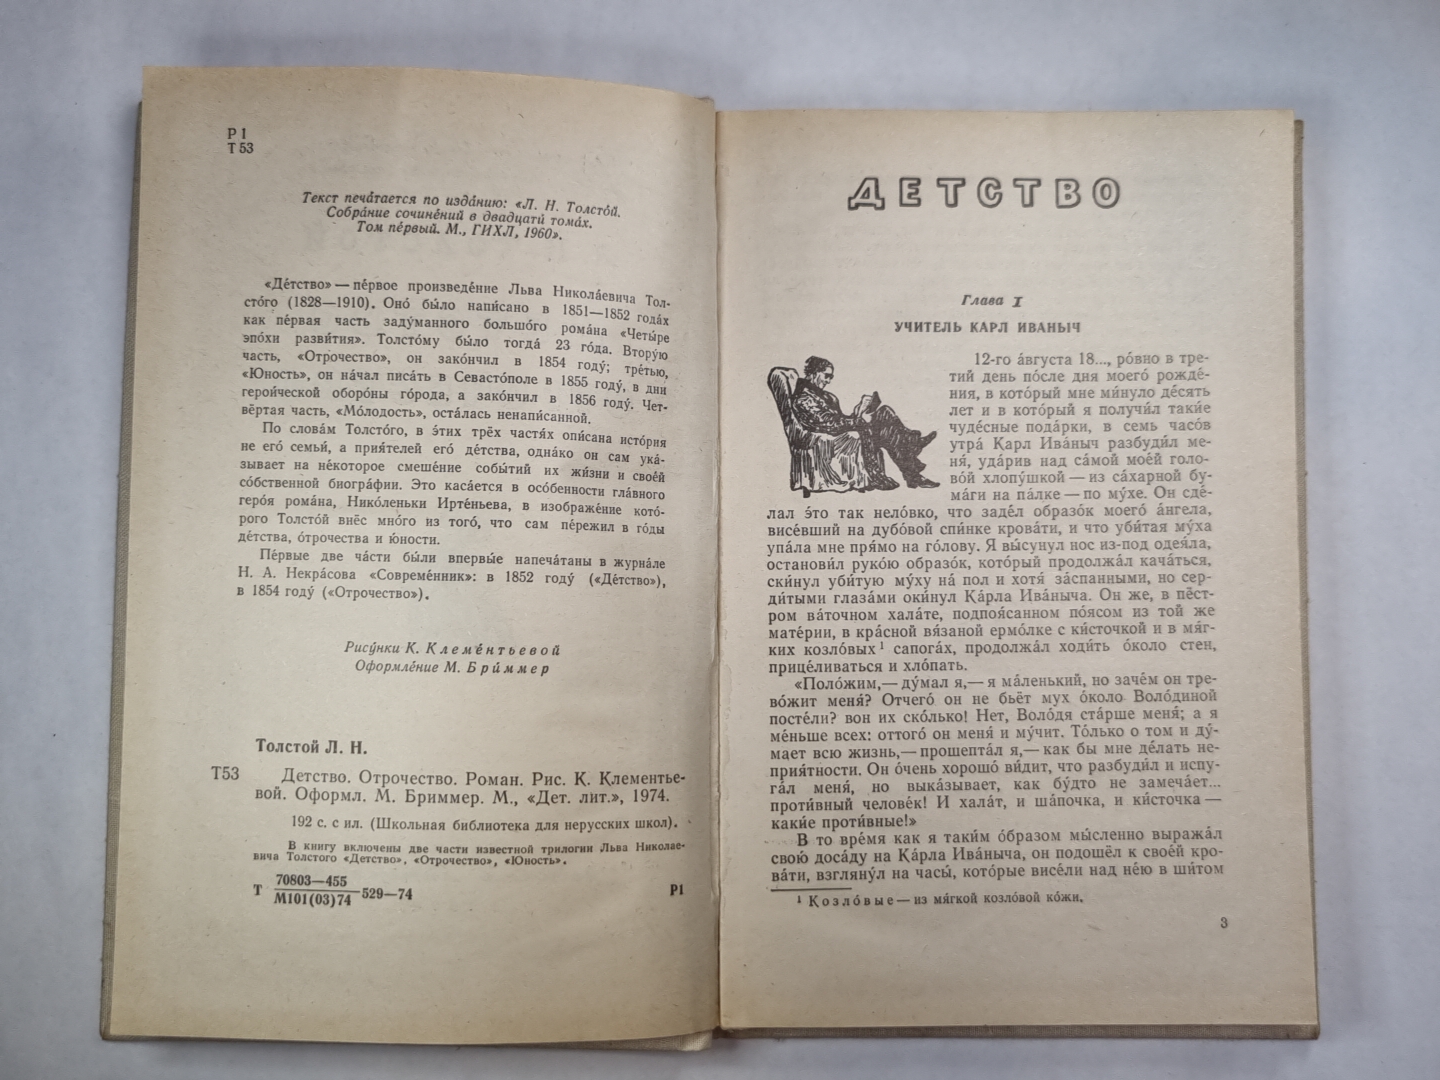 Р1
Т53
Текст печа́тается по изда́нию: «Л. Н. Толсто́й.
Собра́ние сочине́ний в двадцати́ тома́х.
Том пе́рвый. М., ГИХЛ, 1960».
«Де́тство» — пе́рвое произведе́ние Льва Никола́евича Тол-
сто́го (1828—1910). Оно́ бы́ло напи́сано в 1851—1852 года́х
как пе́рвая часть заду́манного большо́го рома́на «Четы́ре
эпо́хи разви́тия». Толсто́му бы́ло тогда́ 23 го́да. Втору́ю
часть, «Отрочество», он зако́нчил в 1854 году́; тре́тью,
«Ю́ность», он на́чал писа́ть в Севасто́поле в 1855 году́, в дни
герои́ческой оборо́ны го́рода, а зако́нчил в 1856 году́. Чет-
вёртая часть, «Мо́лодость», оста́лась ненапи́санной.
По слова́м Толсто́го, в э́тих трёх частя́х опи́сана исто́рия
не его́ семьи́, а прия́телей его́ де́тства, одна́ко он сам ука́-
зывает на не́которое смеше́ние собы́тий их жи́зни и свое́й
со́бственной биогра́фии. Это каса́ется в осо́бенности гла́вного
геро́я рома́на, Нико́леньки Ирте́ньева, в изображе́ние кото́-
рого Толсто́й внёс мно́го из того́, что сам пе́режил в го́ды
де́тства, о́трочества и ю́ности.
Пе́рвые две ча́сти бы́ли впервы́е напеча́таны в журна́ле
Н. А. Некра́сова «Совреме́нник»: в 1852 году́ («Де́тство»),
в 1854 году́ («Отрочество»).
Рису́нки К. Клеме́нтьевой
Оформле́ние М. Бри́ммер
Толстой Л. Н.
Т53 Детство. Отрочество. Роман. Рис. К. Клементье-
вой. Оформл. М. Бриммер. М., «Дет. лит.», 1974.
192 с. с ил. (Школьная библиотека для нерусских школ).
В книгу включены две части известной трилогии Льва Николае-
вича Толстого «Детство», «Отрочество», «Юность».
Т 70803—455
М101(03)74 529—74 Р1
ДЕТСТВО
Глава I
УЧИТЕЛЬ КАРЛ ИВАНЫЧ
12-го а́вгуста 18..., ро́вно в тре́-
тий день по́сле дня моего́ рожде́-
ния, в кото́рый мне ми́нуло де́сять
лет и в кото́рый я получи́л таки́е
чуде́сные пода́рки, в семь часо́в
утра́ Карл Ива́ныч разбуди́л ме-
ня́, уда́рив над са́мой мое́й голо-
во́й хлопу́шкой — из са́харной бу-
ма́ги на па́лке — по му́хе. Он сде́-
лал э́то так нело́вко, что заде́л образо́к моего́ а́нгела,
висе́вший на дубо́вой спи́нке крова́ти, и что уби́тая му́ха
упа́ла мне пря́мо на го́лову. Я вы́сунул нос из-под одея́ла,
останови́л руко́ю образо́к, кото́рый продолжа́л кача́ться,
ски́нул уби́тую му́ху на́ пол и хотя́ за́спанными, но сер-
ди́тыми глаза́ми оки́нул Ка́рла Ива́ныча. Он же, в пёст-
ром ва́точном хала́те, подпоя́санном по́ясом из той же
мате́рии, в кра́сной вя́заной ермо́лке с ки́сточкой и в мя́г-
ких козло́вых¹ сапога́х, продолжа́л ходи́ть о́коло стен,
прице́ливаться и хло́пать.
«Поло́жим,— ду́мал я,— я ма́ленький, но заче́м он тре-
во́жит меня́? Отчего́ он не бьёт мух о́коло Воло́диной
посте́ли? вон их ско́лько! Нет, Воло́дя ста́рше меня́; а я
ме́ньше всех: оттого́ он меня́ и му́чит. То́лько о том и ду́-
мает всю жизнь,— прошепта́л я,— как бы мне де́лать не-
прия́тности. Он о́чень хорошо́ ви́дит, что разбуди́л и испу-
га́л меня́, но выка́зывает, как бу́дто не замеча́ет...
проти́вный челове́к! И хала́т, и ша́почка, и ки́сточка —
каки́е проти́вные!»
В то вре́мя как я таки́м о́бразом мы́сленно выража́л
свою́ доса́ду на Ка́рла Ива́ныча, он подошёл к свое́й кро-
ва́ти, взгляну́л на часы́, кото́рые висе́ли над не́ю в ши́том
¹ Козло́вые — из мя́гкой козло́вой ко́жи.
3